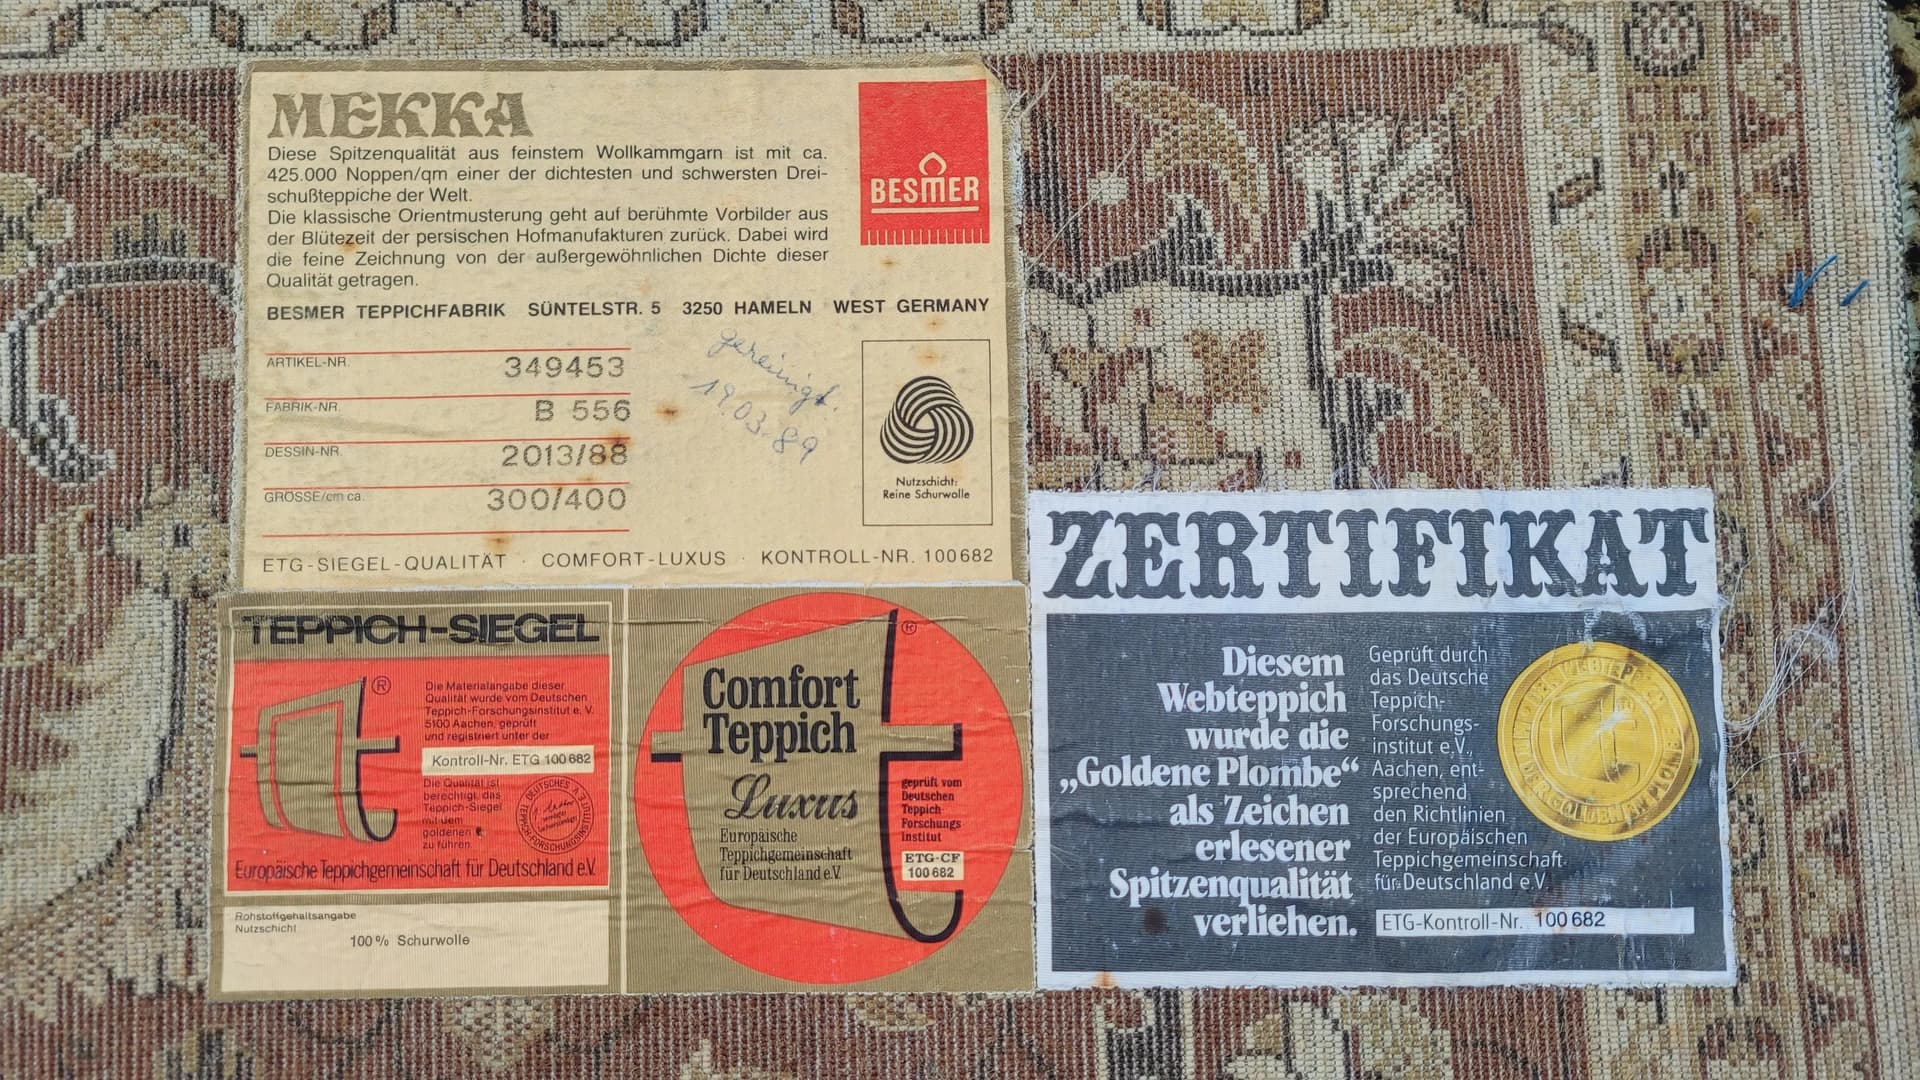 MEKKA
Diese Spitzenqualität aus feinstem Wollkammgarn ist mit ca.
425.000 Noppen/qm einer der dichtesten und schwersten Drei-
schußteppiche der Welt.
Die klassische Orientmusterung geht auf berühmte Vorbilder aus
der Blütezeit der persischen Hofmanufakturen zurück. Dabei wird
die feine Zeichnung von der außergewöhnlichen Dichte dieser
Qualität getragen.
BESMER
BESMER TEPPICHFABRIK SÜNTELSTR. 5 3250 HAMELN WEST GERMANY
ARTIKEL-NR. 349453
FABRIK-NR. B 556
DESSIN-NR. 2013/88
GRÖSSE/cm ca. 300/400
gereinigt.
19.03.89
Nutzschicht:
Reine Schurwolle
ETG-SIEGEL-QUALITÄT · COMFORT-LUXUS · KONTROLL-NR. 100682
TEPPICH-SIEGEL
®
Die Materialangabe dieser
Qualität wurde vom Deutschen
Teppich-Forschungsinstitut e.V.
5100 Aachen, geprüft
und registriert unter der
Kontroll-Nr. ETG 100682
Die Qualität ist
berechtigt, das
Teppich-Siegel
mit dem
goldenen t
zu führen.
DEUTSCHES
TEPPICH-FORSCHUNGSINSTITUT E.V.
Europäische Teppichgemeinschaft für Deutschland e.V.
Rohstoffgehaltsangabe
Nutzschicht
100% Schurwolle
®
Comfort
Teppich
Luxus
Europäische
Teppichgemeinschaft
für Deutschland e.V.
geprüft vom
Deutschen
Teppich-
Forschungs-
Institut
ETG-CF
100682
ZERTIFIKAT
Diesem
Webteppich
wurde die
„Goldene Plombe“
als Zeichen
erlesener
Spitzenqualität
verliehen.
Geprüft durch
das Deutsche
Teppich-
Forschungs-
institut e.V.,
Aachen, ent-
sprechend
den Richtlinien
der Europäischen
Teppichgemeinschaft
für Deutschland e.V.
ETG-Kontroll-Nr. 100682